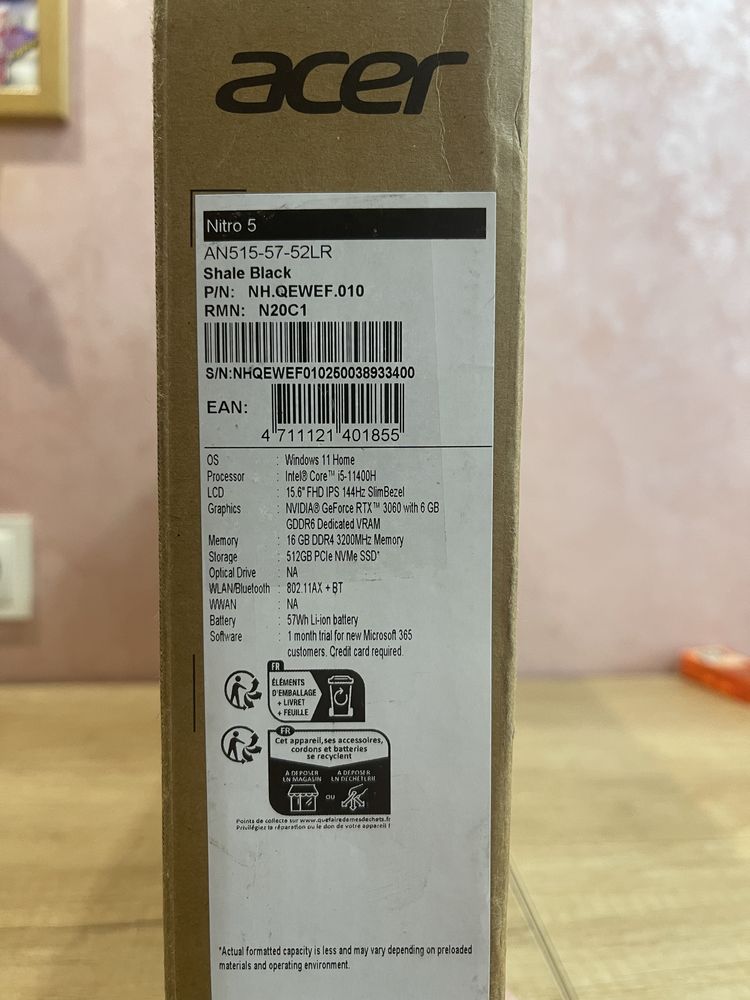 acer
Nitro 5
AN515-57-52LR
Shale Black
P/N: NH.QEWEF.010
RMN: N20C1
S/N:NHQEWEF010250038933400
EAN:
4 711121 401855
OS : Windows 11 Home
Processor : Intel® Core™ i5-11400H
LCD : 15.6" FHD IPS 144Hz SlimBezel
Graphics : NVIDIA® GeForce RTX™ 3060 with 6 GB
GDDR6 Dedicated VRAM
Memory : 16 GB DDR4 3200MHz Memory
Storage : 512GB PCIe NVMe SSD*
Optical Drive : NA
WLAN/Bluetooth : 802.11AX + BT
WWAN : NA
Battery : 57Wh Li-ion battery
Software : 1 month trial for new Microsoft 365
customers. Credit card required.
FR
ÉLÉMENTS
D'EMBALLAGE
+ LIVRET
+ FEUILLE
FR
Cet appareil,ses accessoires,
cordons et batteries
se recyclent
À DÉPOSER EN MAGASIN
ou
À DÉPOSER EN DÉCHÈTERIE
Points de collecte sur www.quefairedemesdechets.fr
Privilégiez la réparation ou le don de votre appareil !
*Actual formatted capacity is less and may vary depending on preloaded
materials and operating environment.